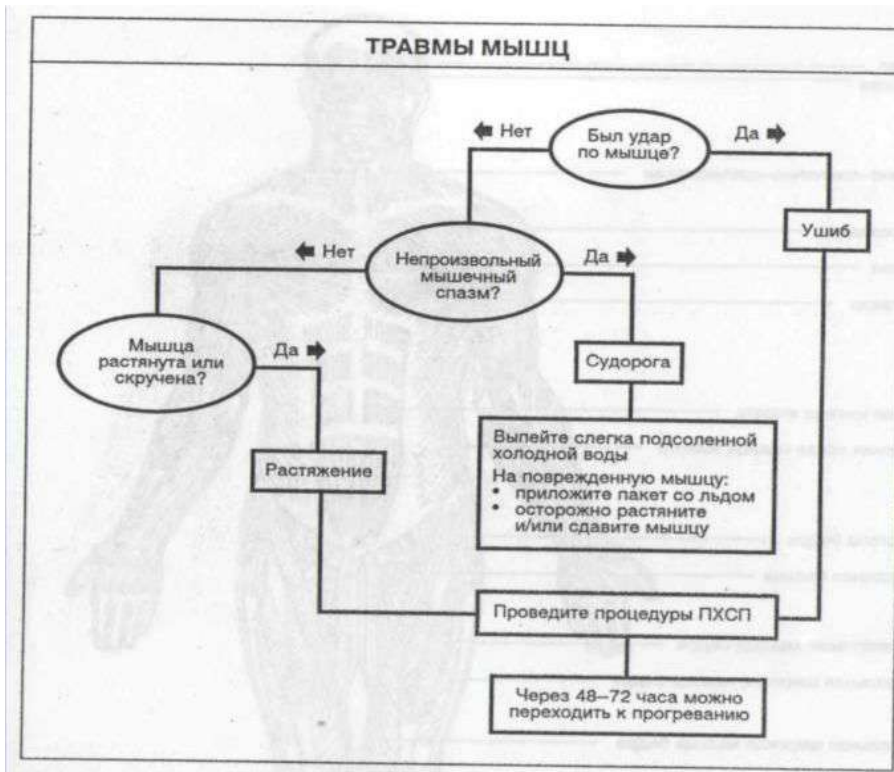 ТРАВМЫ МЫШЦ
Нет
Был удар
по мышце?
Да
Ушиб
Нет
Непроизвольный
мышечный
спазм?
Да
Мышца
растянута или
скручена?
Да
Судорога
Растяжение
Выпейте слегка подсоленной
холодной воды
На поврежденную мышцу:
• приложите пакет со льдом
• осторожно растяните
и/или сдавите мышцу
Проведите процедуры ПХСП
Через 48–72 часа можно
переходить к прогреванию